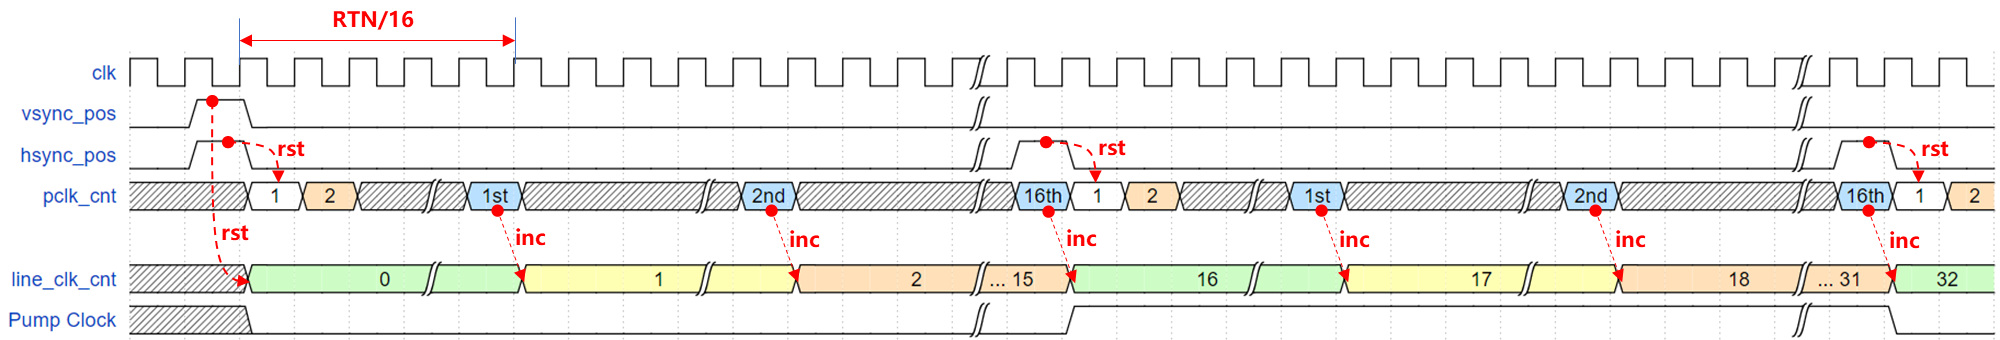 RTN/16
clk
vsync_pos
hsync_pos rst rst rst
pclk_cnt 1 2 1st 2nd 16th 1 2 1st 2nd 16th 1 2
rst inc inc inc inc inc inc
line_clk_cnt 0 1 2 ... 15 16 17 18 ... 31 32
Pump Clock